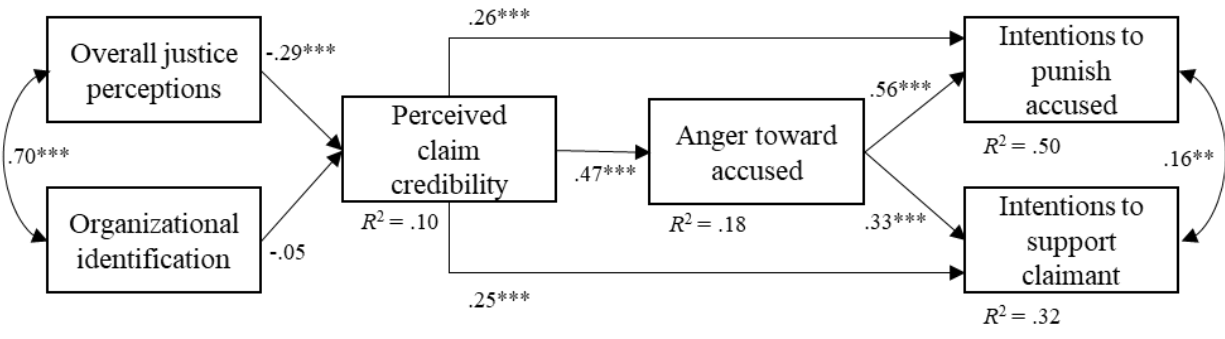 .26***
Overall justice
perceptions
-.29***
.70***
Organizational
identification
-.05
Perceived
claim
credibility
R² = .10
.47***
.25***
Anger toward
accused
R² = .18
.56***
.33***
Intentions to
punish
accused
R² = .50
.16**
Intentions to
support
claimant
R² = .32